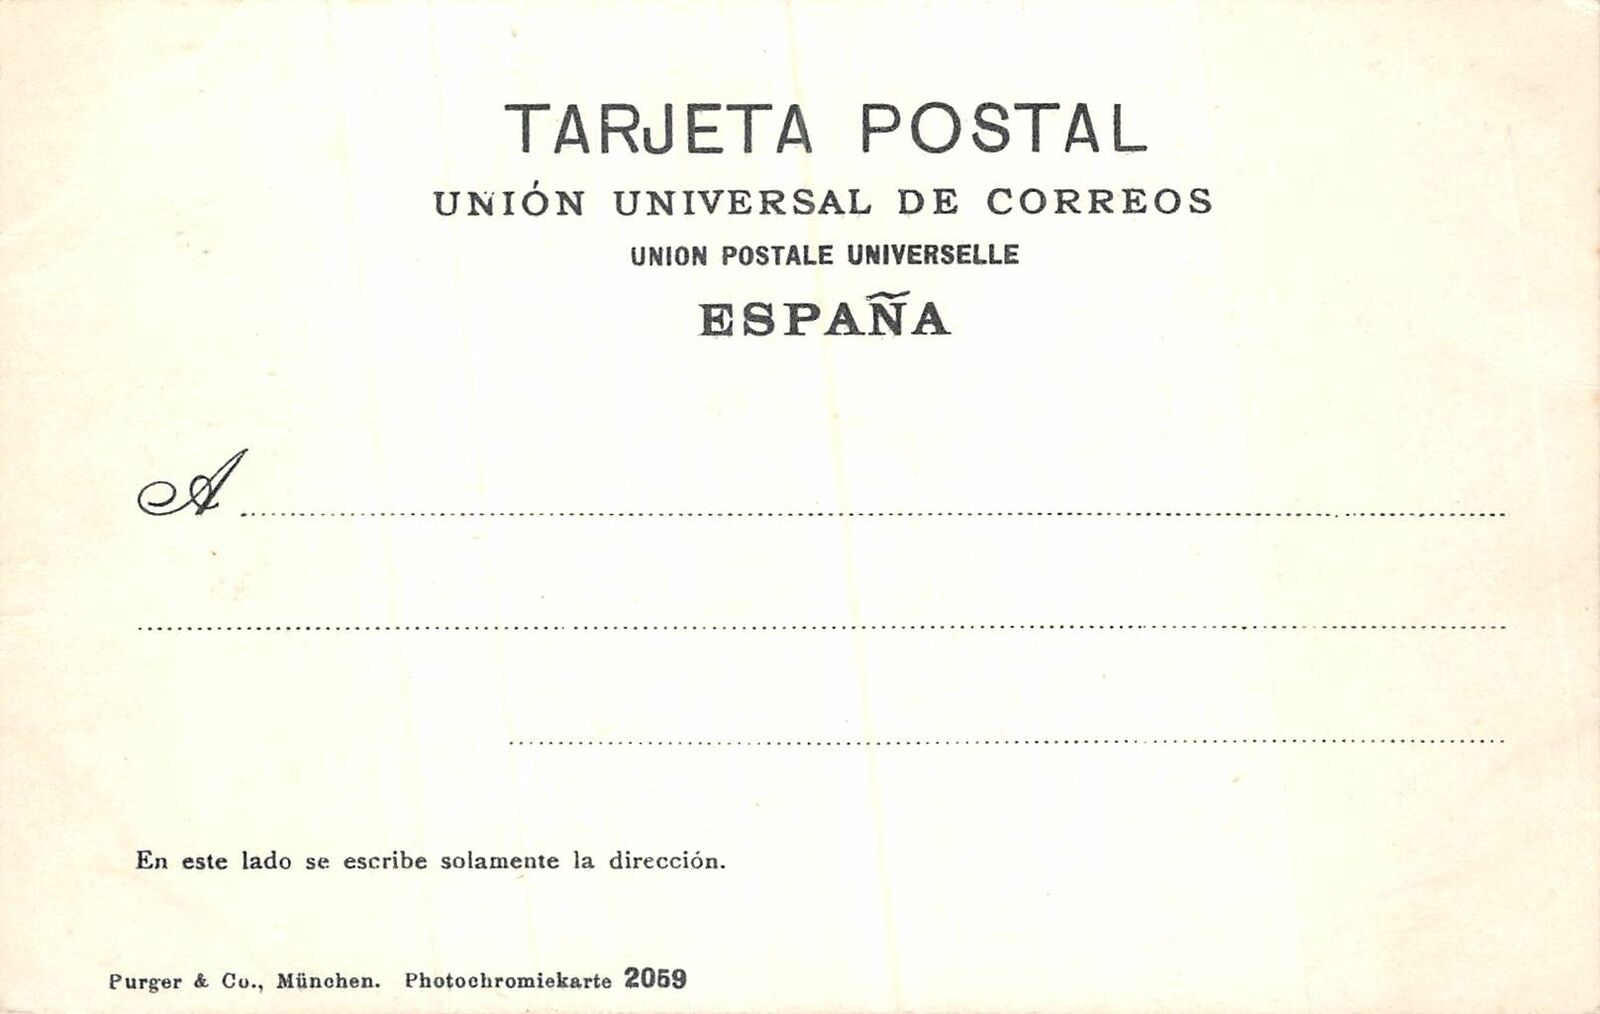 TARJETA POSTAL
UNIÓN UNIVERSAL DE CORREOS
UNION POSTALE UNIVERSELLE
ESPAÑA
A
En este lado se escribe solamente la dirección.
Purger & Co., München. Photochromiekarte 2059